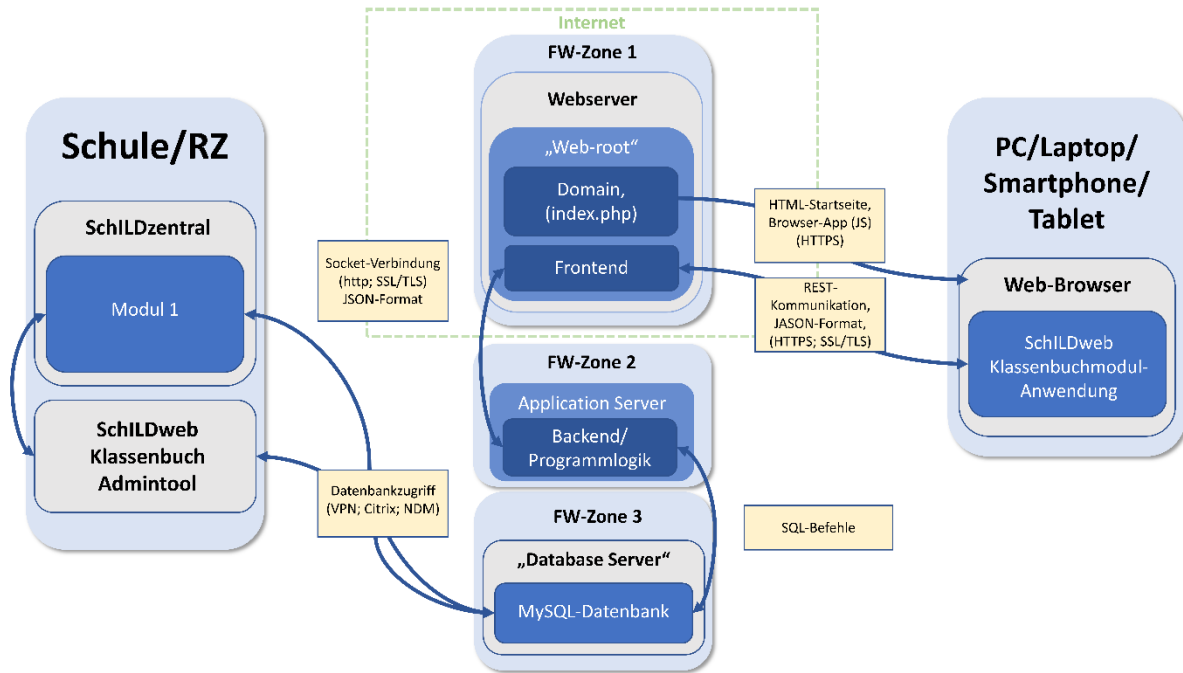 Internet
FW-Zone 1
Webserver
„Web-root“
Domain,
(index.php)
Frontend
Schule/RZ
SchILDzentral
Modul 1
SchILDweb
Klassenbuch
Admintool
Socket-Verbindung
(http; SSL/TLS)
JSON-Format
HTML-Startseite,
Browser-App (JS)
(HTTPS)
REST-
Kommunikation,
JASON-Format,
(HTTPS; SSL/TLS)
PC/Laptop/
Smartphone/
Tablet
Web-Browser
SchILDweb
Klassenbuchmodul-
Anwendung
FW-Zone 2
Application Server
Backend/
Programmlogik
Datenbankzugriff
(VPN; Citrix; NDM)
FW-Zone 3
„Database Server“
MySQL-Datenbank
SQL-Befehle